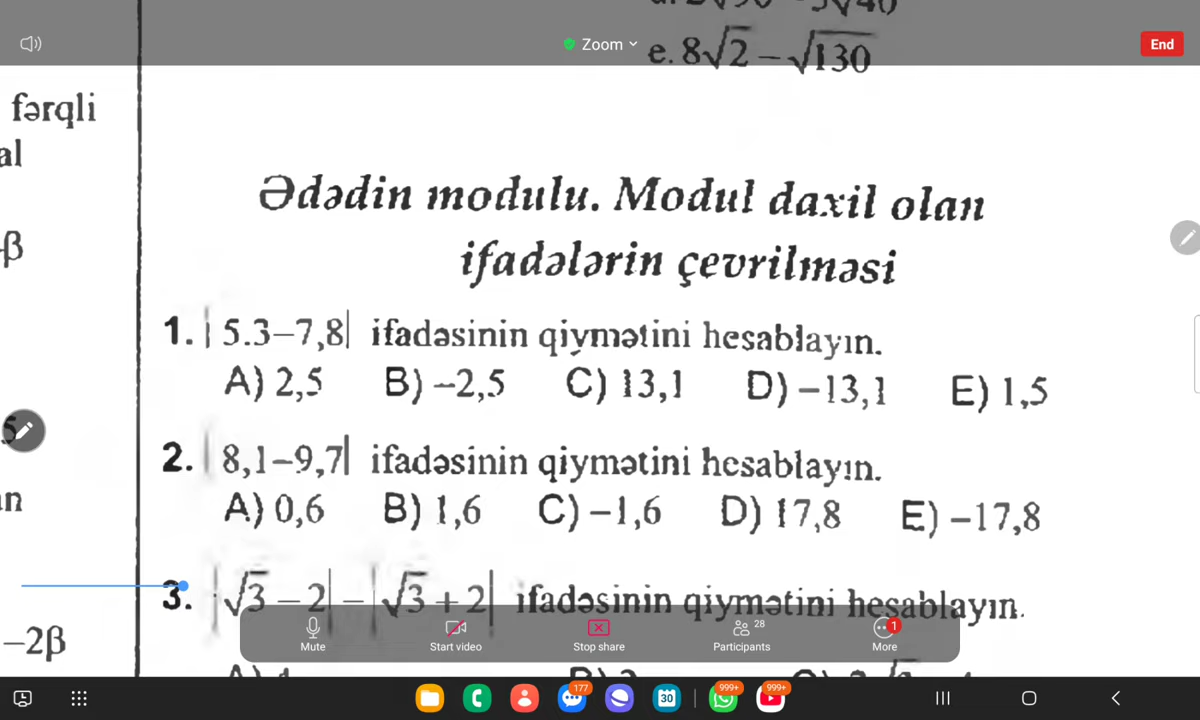 Zoom
End
e. 8√2 – √130
fərqli
al
-β
Ədədin modulu. Modul daxil olan
ifadələrin çevrilməsi
1. | 5.3–7,8| ifadəsinin qiymətini hesablayın.
A) 2,5 B) –2,5 C) 13,1 D) –13,1 E) 1,5
2. | 8,1–9,7| ifadəsinin qiymətini hesablayın.
A) 0,6 B) 1,6 C) –1,6 D) 17,8 E) –17,8
3. |√3 – 2| – |√3 + 2| ifadəsinin qiymətini hesablayın.
–2β
Mute
Start video
Stop share
28
Participants
1
More
177
30
999+
999+